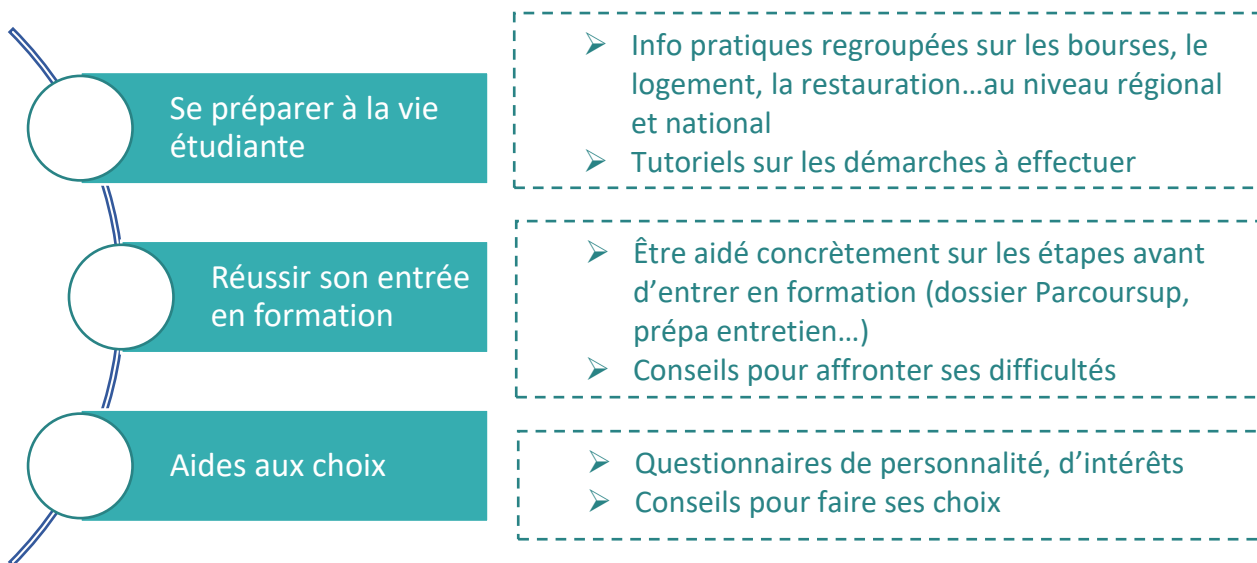 Se préparer à la vie
étudiante
➢ Info pratiques regroupées sur les bourses, le
logement, la restauration…au niveau régional
et national
➢ Tutoriels sur les démarches à effectuer
Réussir son entrée
en formation
➢ Être aidé concrètement sur les étapes avant
d’entrer en formation (dossier Parcoursup,
prépa entretien…)
➢ Conseils pour affronter ses difficultés
Aides aux choix
➢ Questionnaires de personnalité, d’intérêts
➢ Conseils pour faire ses choix